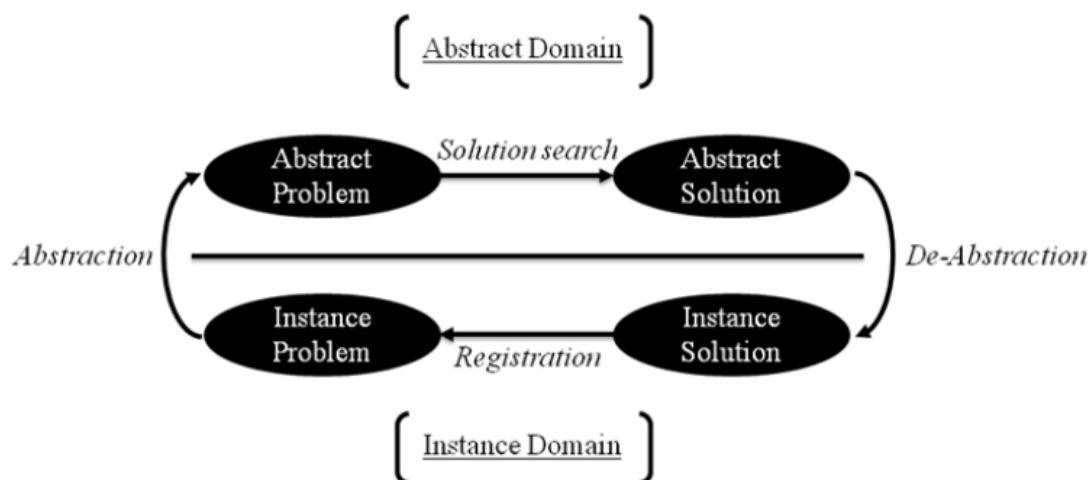 Abstract Domain
Solution search
Abstract
Problem
Abstract
Solution
Abstraction
De-Abstraction
Instance
Problem
Instance
Solution
Registration
Instance Domain